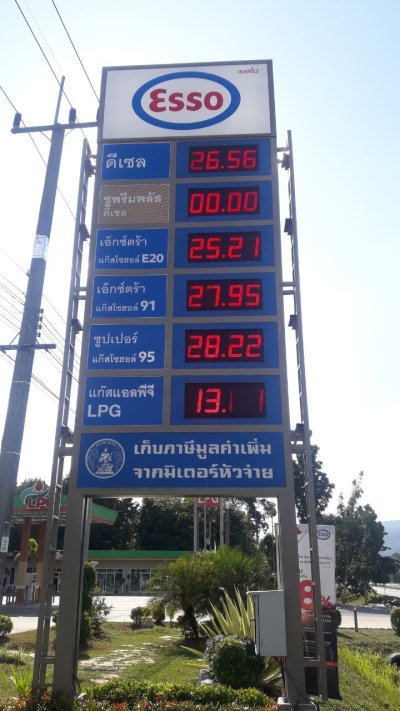 เอสโซ่
Esso
ดีเซล 26.56
ซูพรีมพลัส
ดีเซล 00.00
เอ็กซ์ตร้า
แก๊สโซฮอล์ E20 25.21
เอ็กซ์ตร้า
แก๊สโซฮอล์ 91 27.95
ซูปเปอร์
แก๊สโซฮอล์ 95 28.22
แก๊สแอลพีจี
LPG
เก็บภาษีมูลค่าเพิ่ม
จากมิเตอร์หัวจ่าย
LPG
Esso